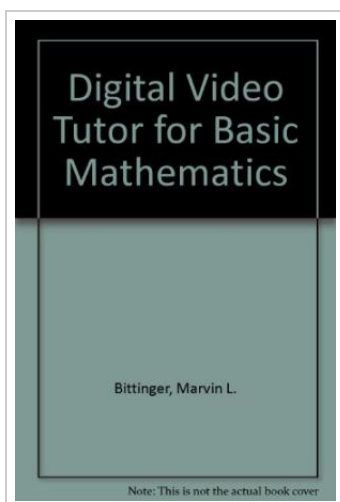 Digital Video
Tutor for Basic
Mathematics
Bittinger, Marvin L.
Note: This is not the actual book cover